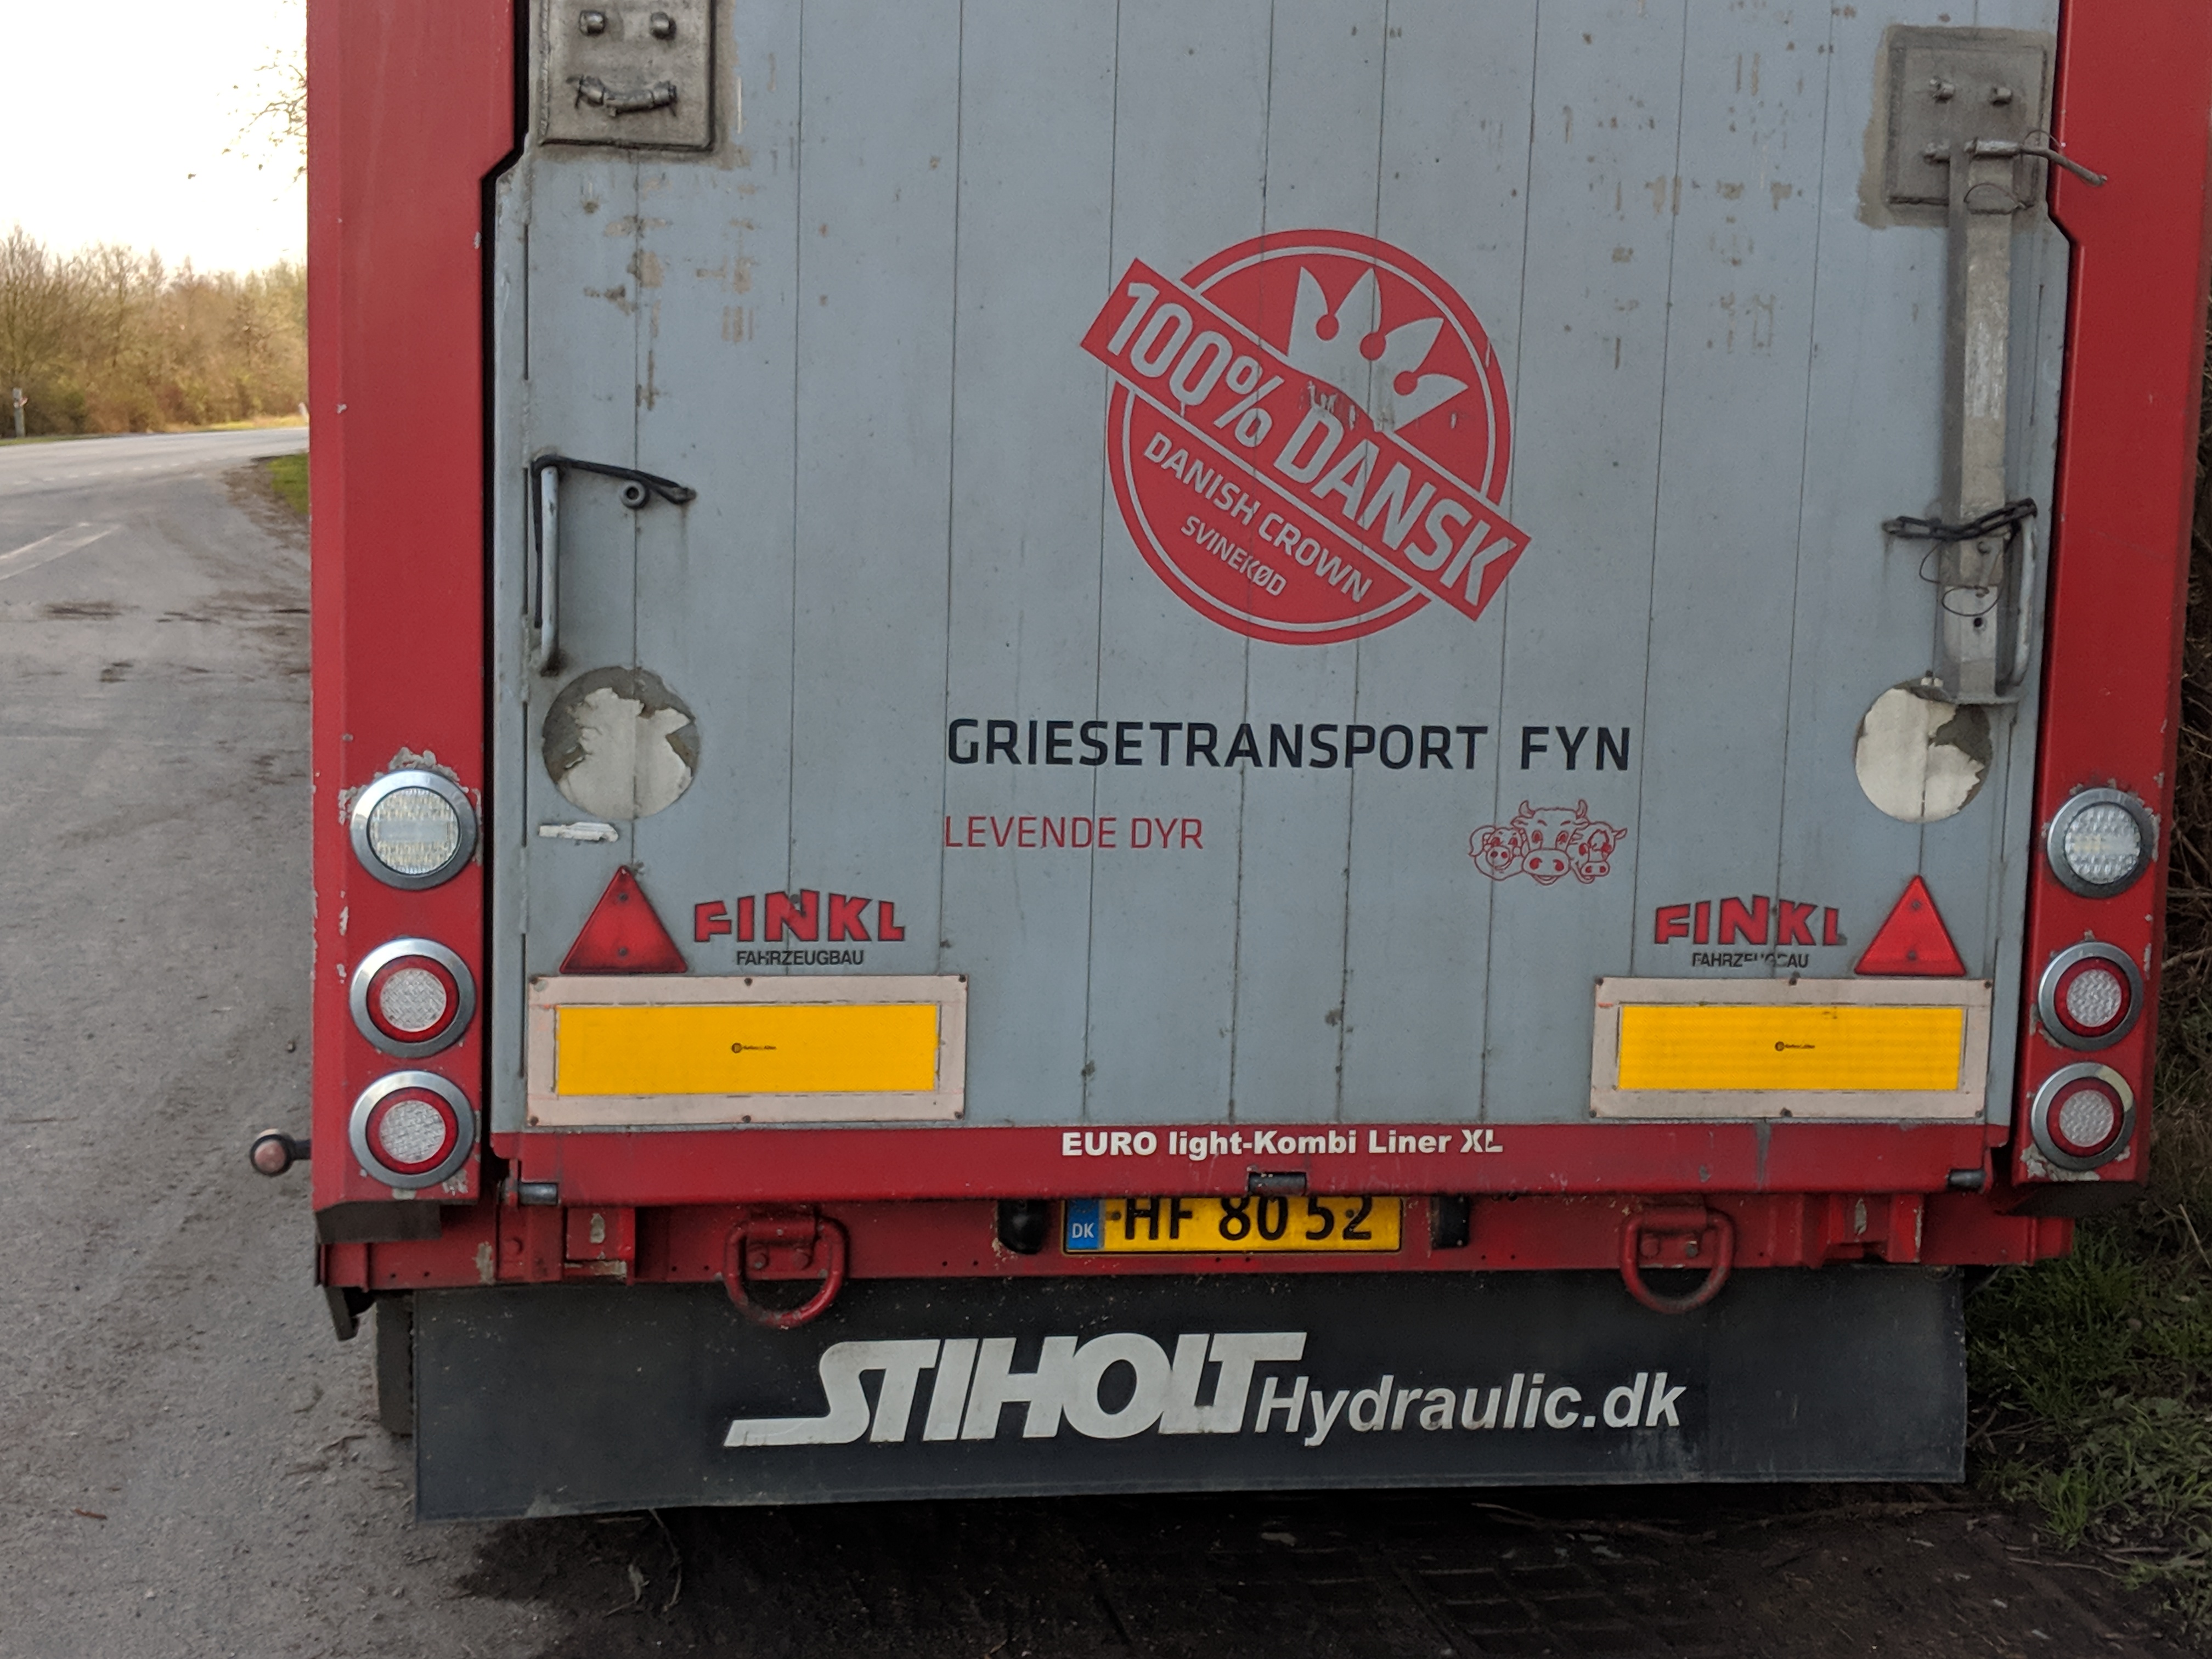 100% DANSK
DANISH CROWN
SVINEKØD
GRIESETRANSPORT FYN
LEVENDE DYR
FINKL
FAHRZEUGBAU
FINKL
FAHRZEUGBAU
EURO light-Kombi Liner XL
DK HF 80 52
STIHOLT Hydraulic.dk